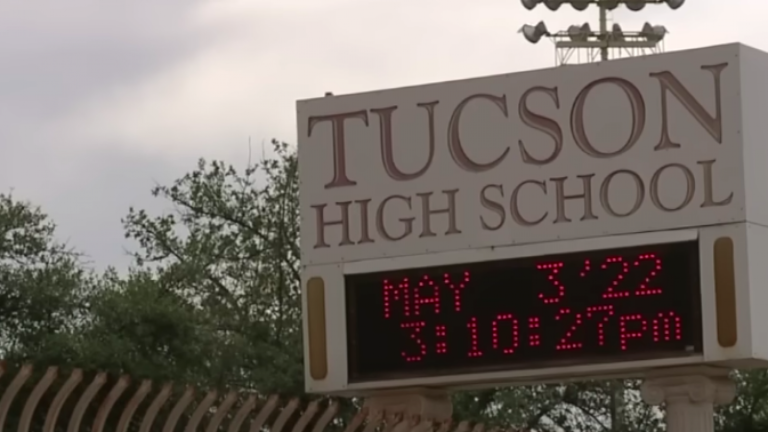 TUCSON
HIGH SCHOOL
MAY 3'22
3:10:27pm